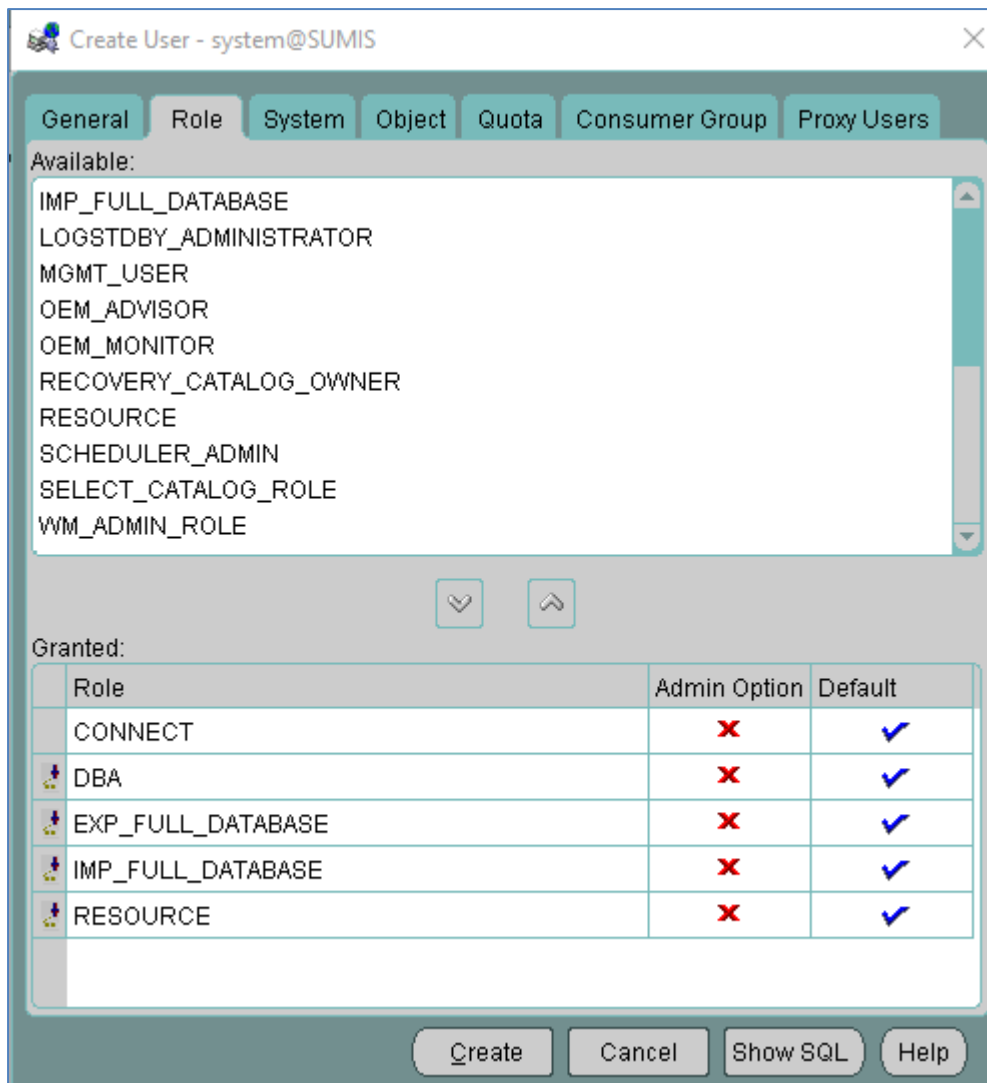 Create User - system@SUMIS
General Role System Object Quota Consumer Group Proxy Users
Available:
IMP_FULL_DATABASE
LOGSTDBY_ADMINISTRATOR
MGMT_USER
OEM_ADVISOR
OEM_MONITOR
RECOVERY_CATALOG_OWNER
RESOURCE
SCHEDULER_ADMIN
SELECT_CATALOG_ROLE
WM_ADMIN_ROLE
Granted:
Role Admin Option Default
CONNECT
DBA
EXP_FULL_DATABASE
IMP_FULL_DATABASE
RESOURCE
Create Cancel Show SQL Help